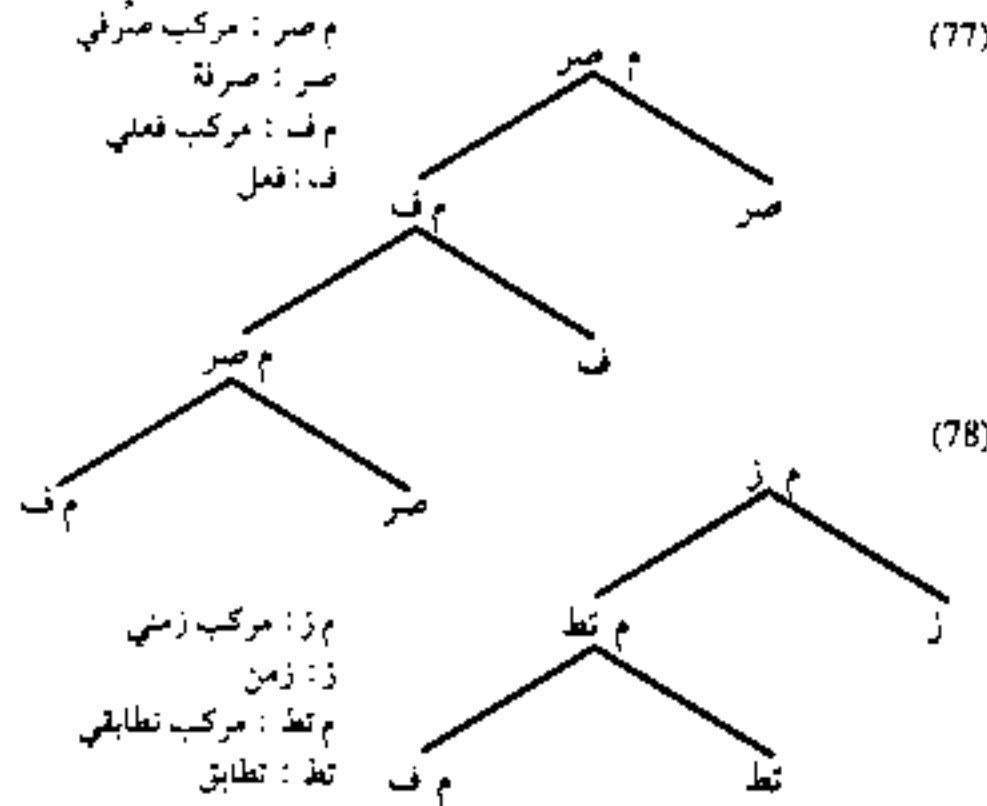 (77)
م صر : مركب صُرفي
صر : صرفة
م ف : مركب فعلي
ف : فعل
م صر
صر
م ف
ف
م صر
صر
م ف
(78)
م ز
ز
م تط
تط
م ف
م ز : مركب زمني
ز : زمن
م تط : مركب تطابقي
تط : تطابق